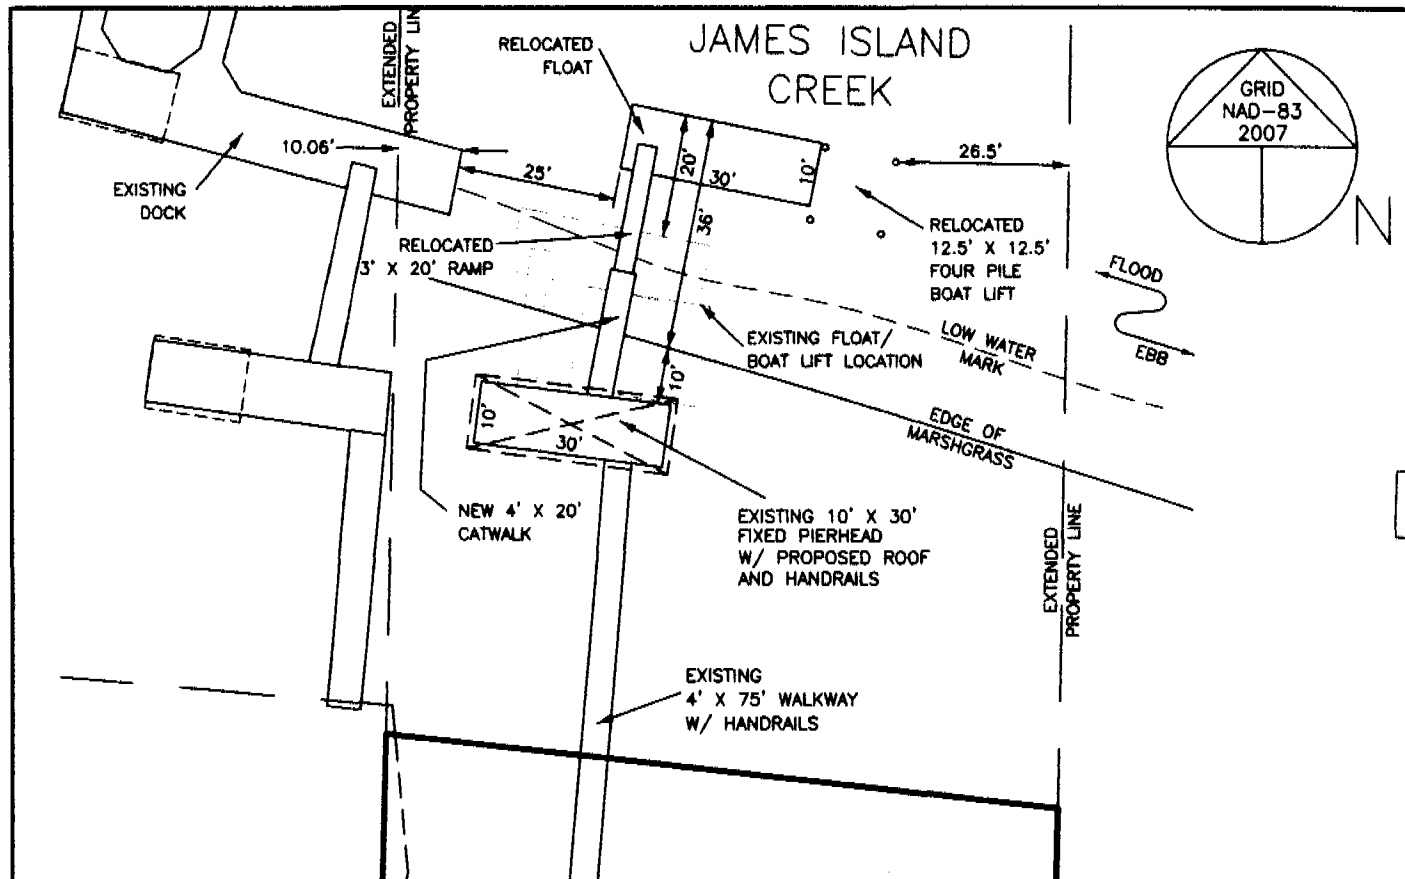 JAMES ISLAND
CREEK
RELOCATED
FLOAT
EXTENDED
PROPERTY LIN
GRID
NAD-83
2007
N
10.06'
25'
20'
30'
10'
36'
26.5'
EXISTING
DOCK
RELOCATED
3' X 20' RAMP
RELOCATED
12.5' X 12.5'
FOUR PILE
BOAT LIFT
FLOOD
EBB
EXISTING FLOAT/
BOAT LIFT LOCATION
LOW WATER
MARK
10'
10'
30'
EDGE OF
MARSHGRASS
NEW 4' X 20'
CATWALK
EXISTING 10' X 30'
FIXED PIERHEAD
W/ PROPOSED ROOF
AND HANDRAILS
EXTENDED
PROPERTY LINE
EXISTING
4' X 75' WALKWAY
W/ HANDRAILS